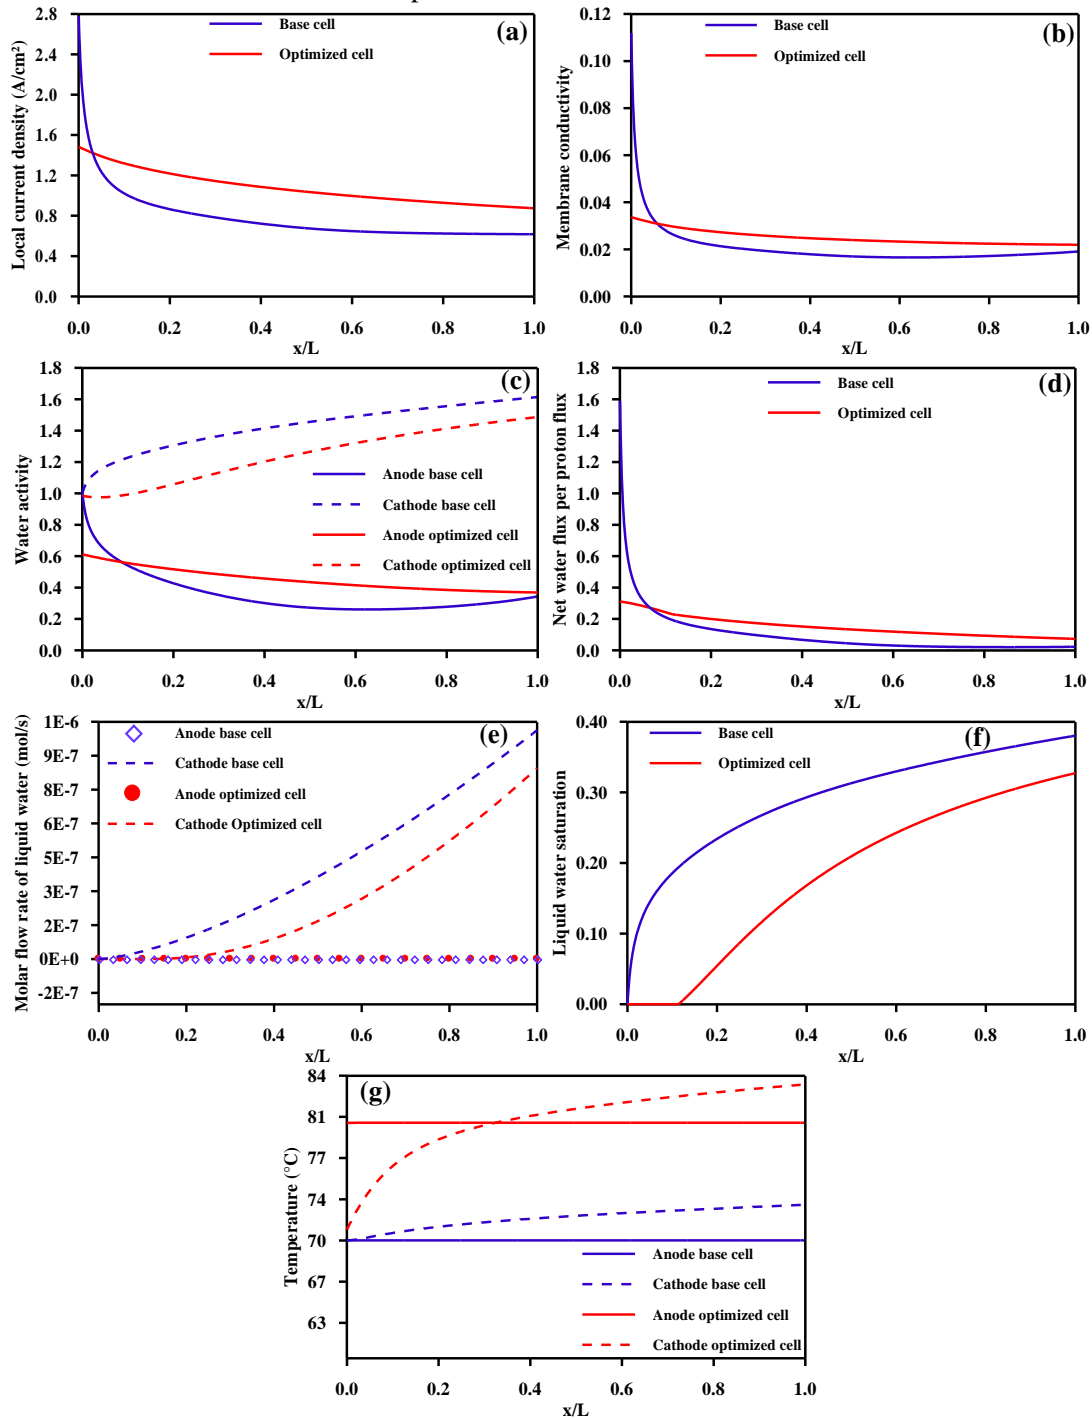 (a)
Base cell
Optimized cell
Local current density (A/cm²)
2.8
2.4
2.0
1.6
1.2
0.8
0.4
0.0
0.0 0.2 0.4 0.6 0.8 1.0
x/L
(b)
Base cell
Optimized cell
Membrane conductivity
0.12
0.10
0.08
0.06
0.04
0.02
0.00
0.0 0.2 0.4 0.6 0.8 1.0
x/L
(c)
Water activity
1.8
1.6
1.4
1.2
1.0
0.8
0.6
0.4
0.2
0.0
Anode base cell
Cathode base cell
Anode optimized cell
Cathode optimized cell
0.0 0.2 0.4 0.6 0.8 1.0
x/L
(d)
Base cell
Optimized cell
Net water flux per proton flux
1.8
1.6
1.4
1.2
1.0
0.8
0.6
0.4
0.2
0.0
0.0 0.2 0.4 0.6 0.8 1.0
x/L
(e)
Anode base cell
Cathode base cell
Anode optimized cell
Cathode Optimized cell
Molar flow rate of liquid water (mol/s)
1E-6
9E-7
8E-7
6E-7
5E-7
3E-7
2E-7
0E+0
-2E-7
0.0 0.2 0.4 0.6 0.8 1.0
x/L
(f)
Base cell
Optimized cell
Liquid water saturation
0.40
0.30
0.20
0.10
0.00
0.0 0.2 0.4 0.6 0.8 1.0
x/L
(g)
Temperature (°C)
84
81
77
74
70
67
63
Anode base cell
Cathode base cell
Anode optimized cell
Cathode optimized cell
0.0 0.2 0.4 0.6 0.8 1.0
x/L